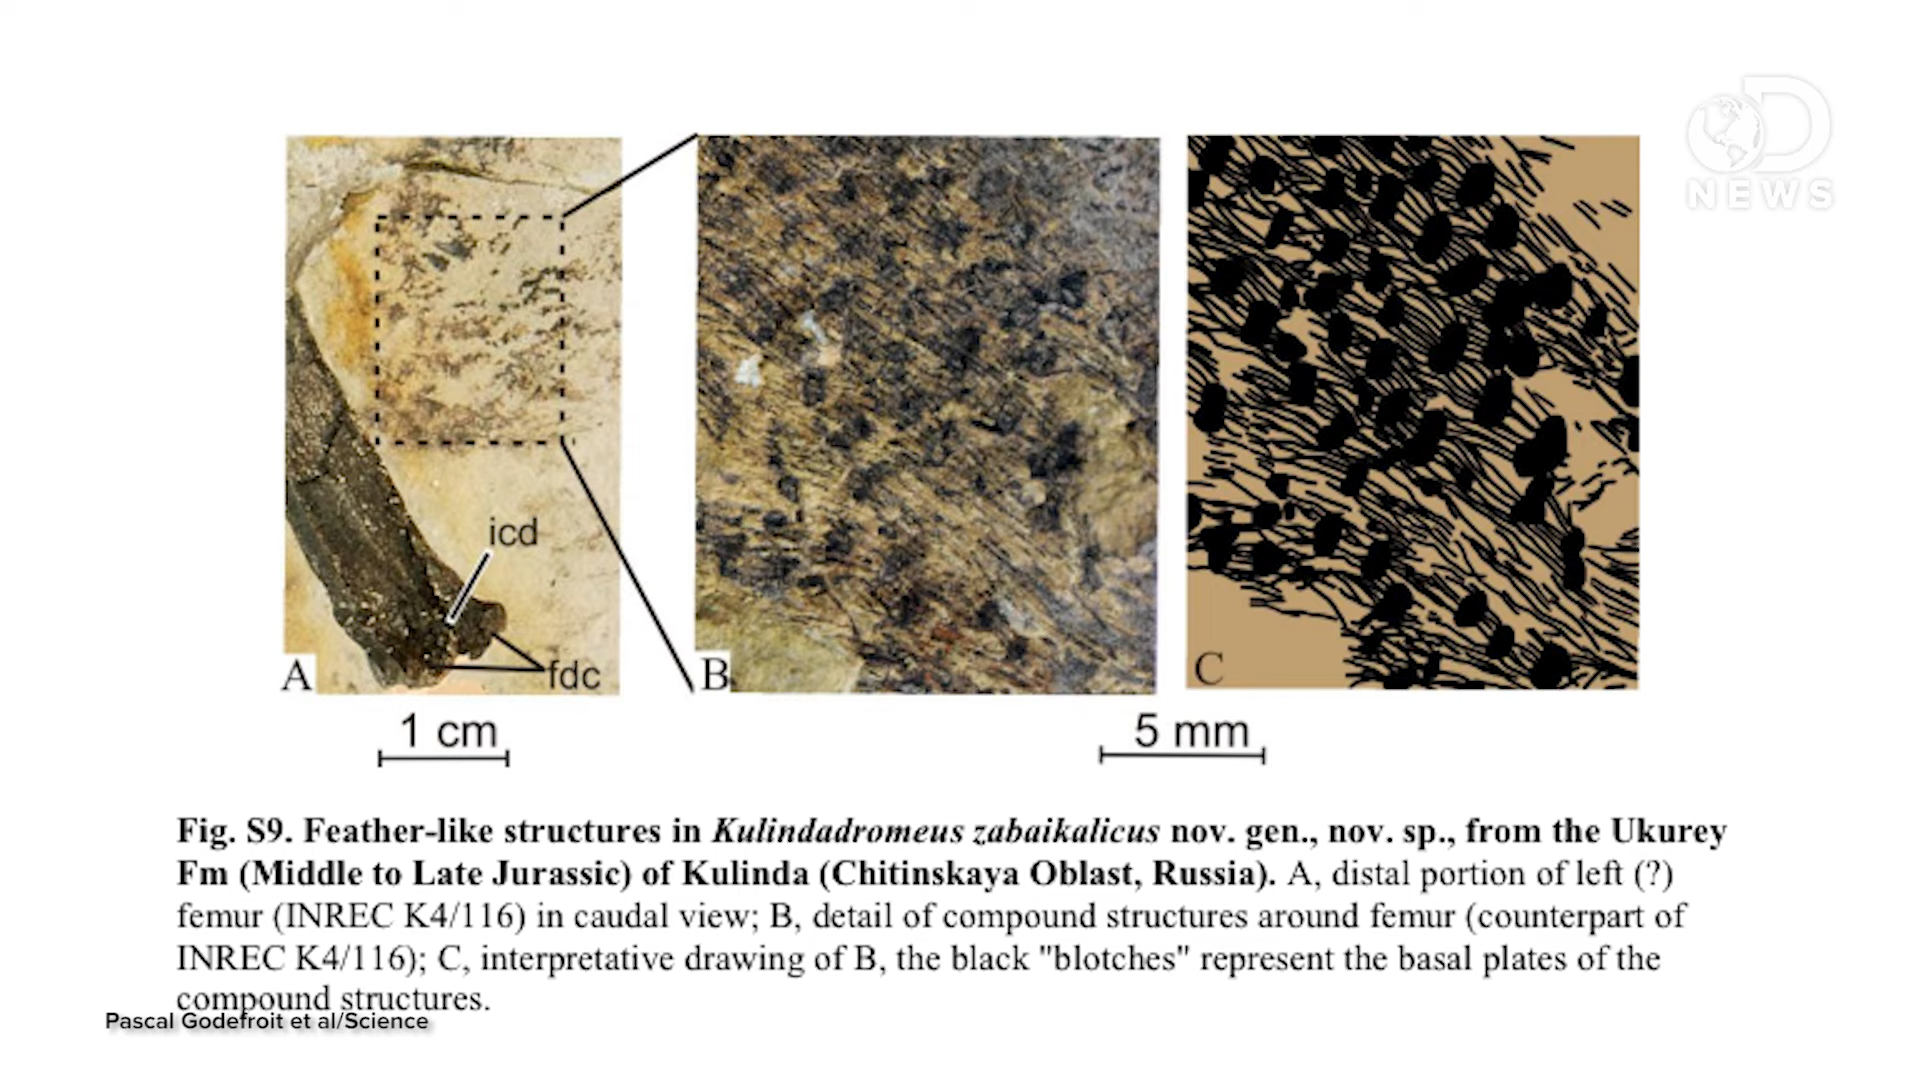 D
NEWS
icd
fdc
A
B
C
1 cm
5 mm
Fig. S9. Feather-like structures in Kulindadromeus zabaikalicus nov. gen., nov. sp., from the Ukurey
Fm (Middle to Late Jurassic) of Kulinda (Chitinskaya Oblast, Russia). A, distal portion of left (?)
femur (INREC K4/116) in caudal view; B, detail of compound structures around femur (counterpart of
INREC K4/116); C, interpretative drawing of B, the black "blotches" represent the basal plates of the
compound structures.
Pascal Godefroit et al/Science